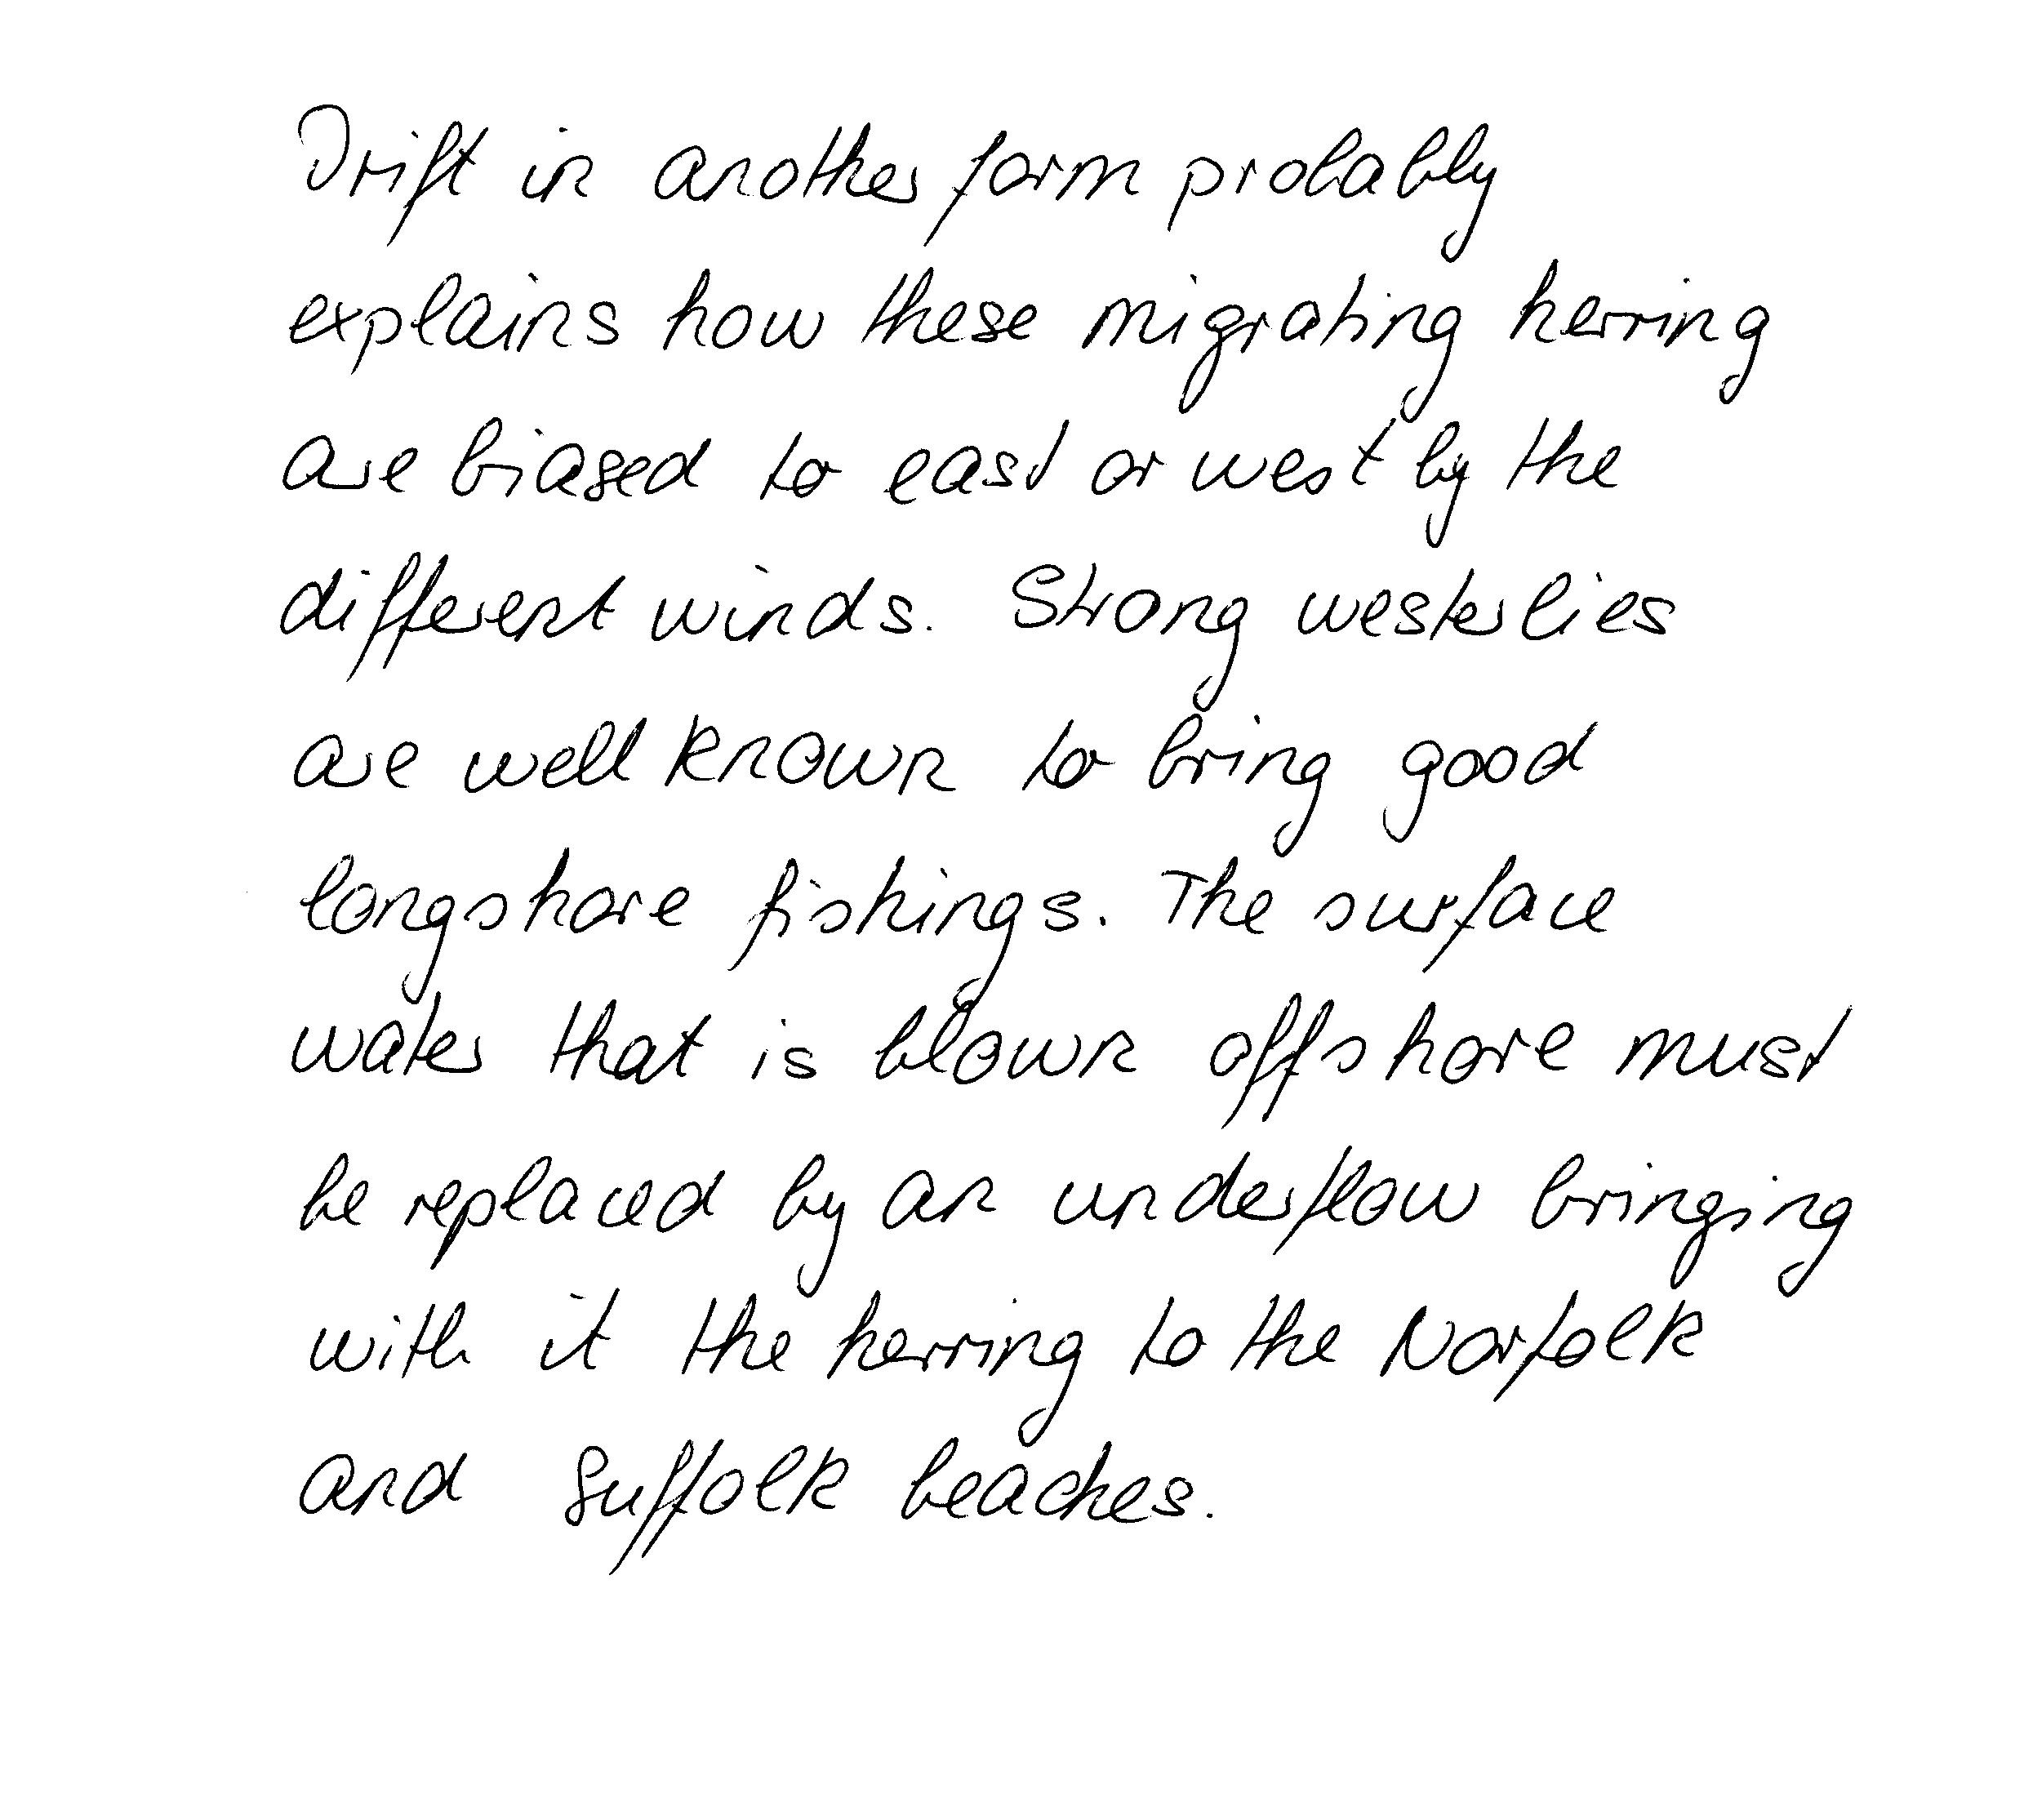 Drift in another form probably
explains how these migrating herring
are biased to east or west by the
different winds. Strong westerlies
are well known to bring good
longshore fishings. The surface
water that is blown offshore must
be replaced by an underflow bringing
with it the herring to the Norfolk
and Suffolk beaches.